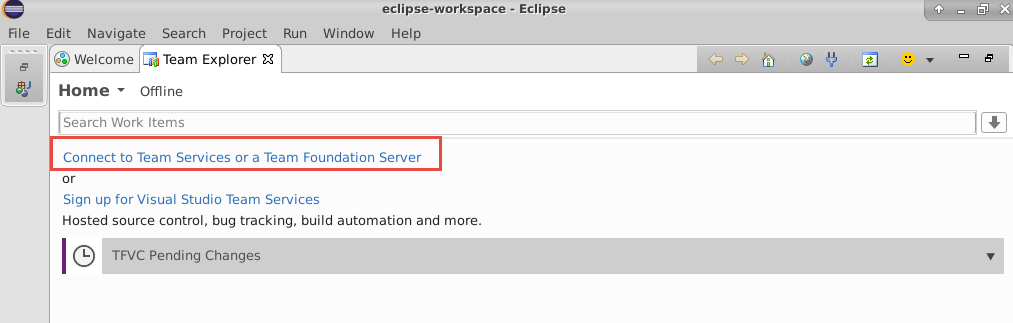 eclipse-workspace - Eclipse
File Edit Navigate Search Project Run Window Help
Welcome Team Explorer
Home Offline
Search Work Items
Connect to Team Services or a Team Foundation Server
or
Sign up for Visual Studio Team Services
Hosted source control, bug tracking, build automation and more.
TFVC Pending Changes